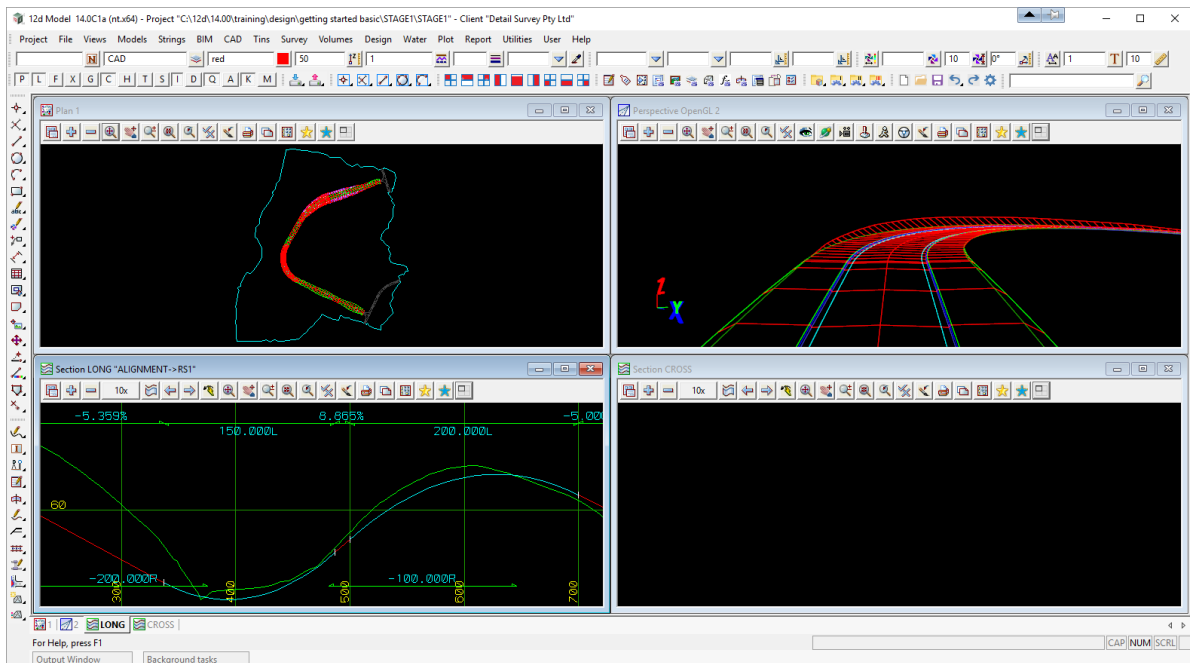 12d Model 14.0C1a (nt.x64) - Project "C:\12d\14.00\training\design\getting started basic\STAGE1\STAGE1" - Client "Detail Survey Pty Ltd"
Project File Views Models Strings BIM CAD Tins Survey Volumes Design Water Plot Report Utilities User Help
N CAD red 50 1 10 0° 1 T 10
P L F X G C H T S I D Q A K M
Plan 1
Perspective OpenGL 2
Z
Y
X
Section LONG "ALIGNMENT->RS1"
10x
-5.359% 8.865% -5.000
150.000L 200.000L
60
-200.000R -100.000R
300 400 500 600 700
Section CROSS
10x
1 2 LONG CROSS
For Help, press F1
CAP NUM SCRL
Output Window Background tasks